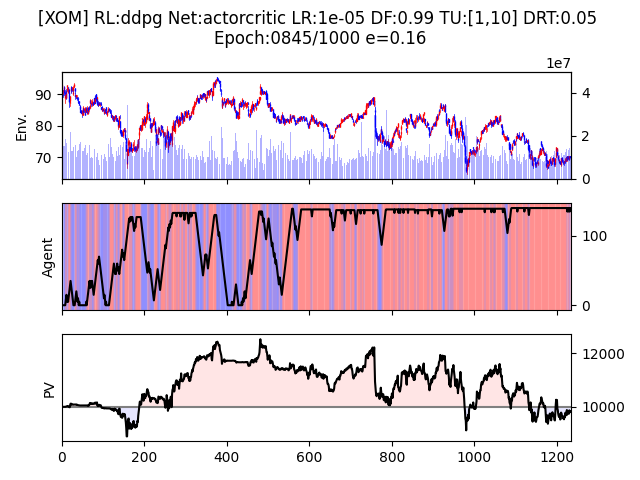 [XOM] RL:ddpg Net:actorcritic LR:1e-05 DF:0.99 TU:[1,10] DRT:0.05
Epoch:0845/1000 e=0.16
1e7
Env.
90
80
70
4
2
0
Agent
100
0
PV
12000
10000
0 200 400 600 800 1000 1200